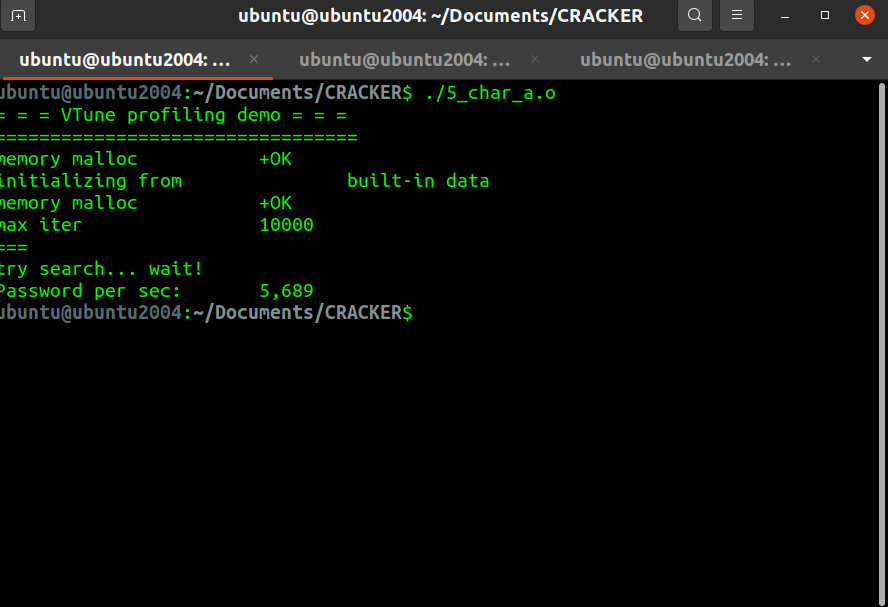 ubuntu@ubuntu2004: ~/Documents/CRACKER
ubuntu@ubuntu2004: ... × ubuntu@ubuntu2004: ... × ubuntu@ubuntu2004: ... ×
ubuntu@ubuntu2004:~/Documents/CRACKER$ ./5_char_a.o
= = = VTune profiling demo = = =
=================================
memory malloc +OK
initializing from built-in data
memory malloc +OK
max iter 10000
===
try search... wait!
Password per sec: 5,689
ubuntu@ubuntu2004:~/Documents/CRACKER$